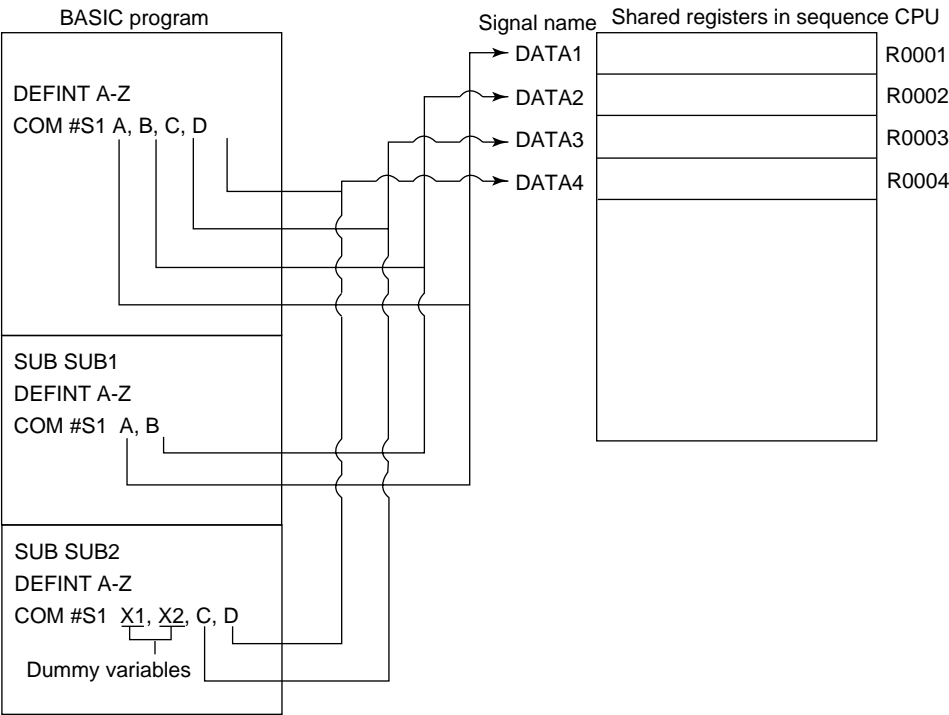 BASIC program
DEFINT A-Z
COM #S1 A, B, C, D
SUB SUB1
DEFINT A-Z
COM #S1 A, B
SUB SUB2
DEFINT A-Z
COM #S1 X1, X2, C, D
Dummy variables
Signal name
DATA1
DATA2
DATA3
DATA4
Shared registers in sequence CPU
R0001
R0002
R0003
R0004